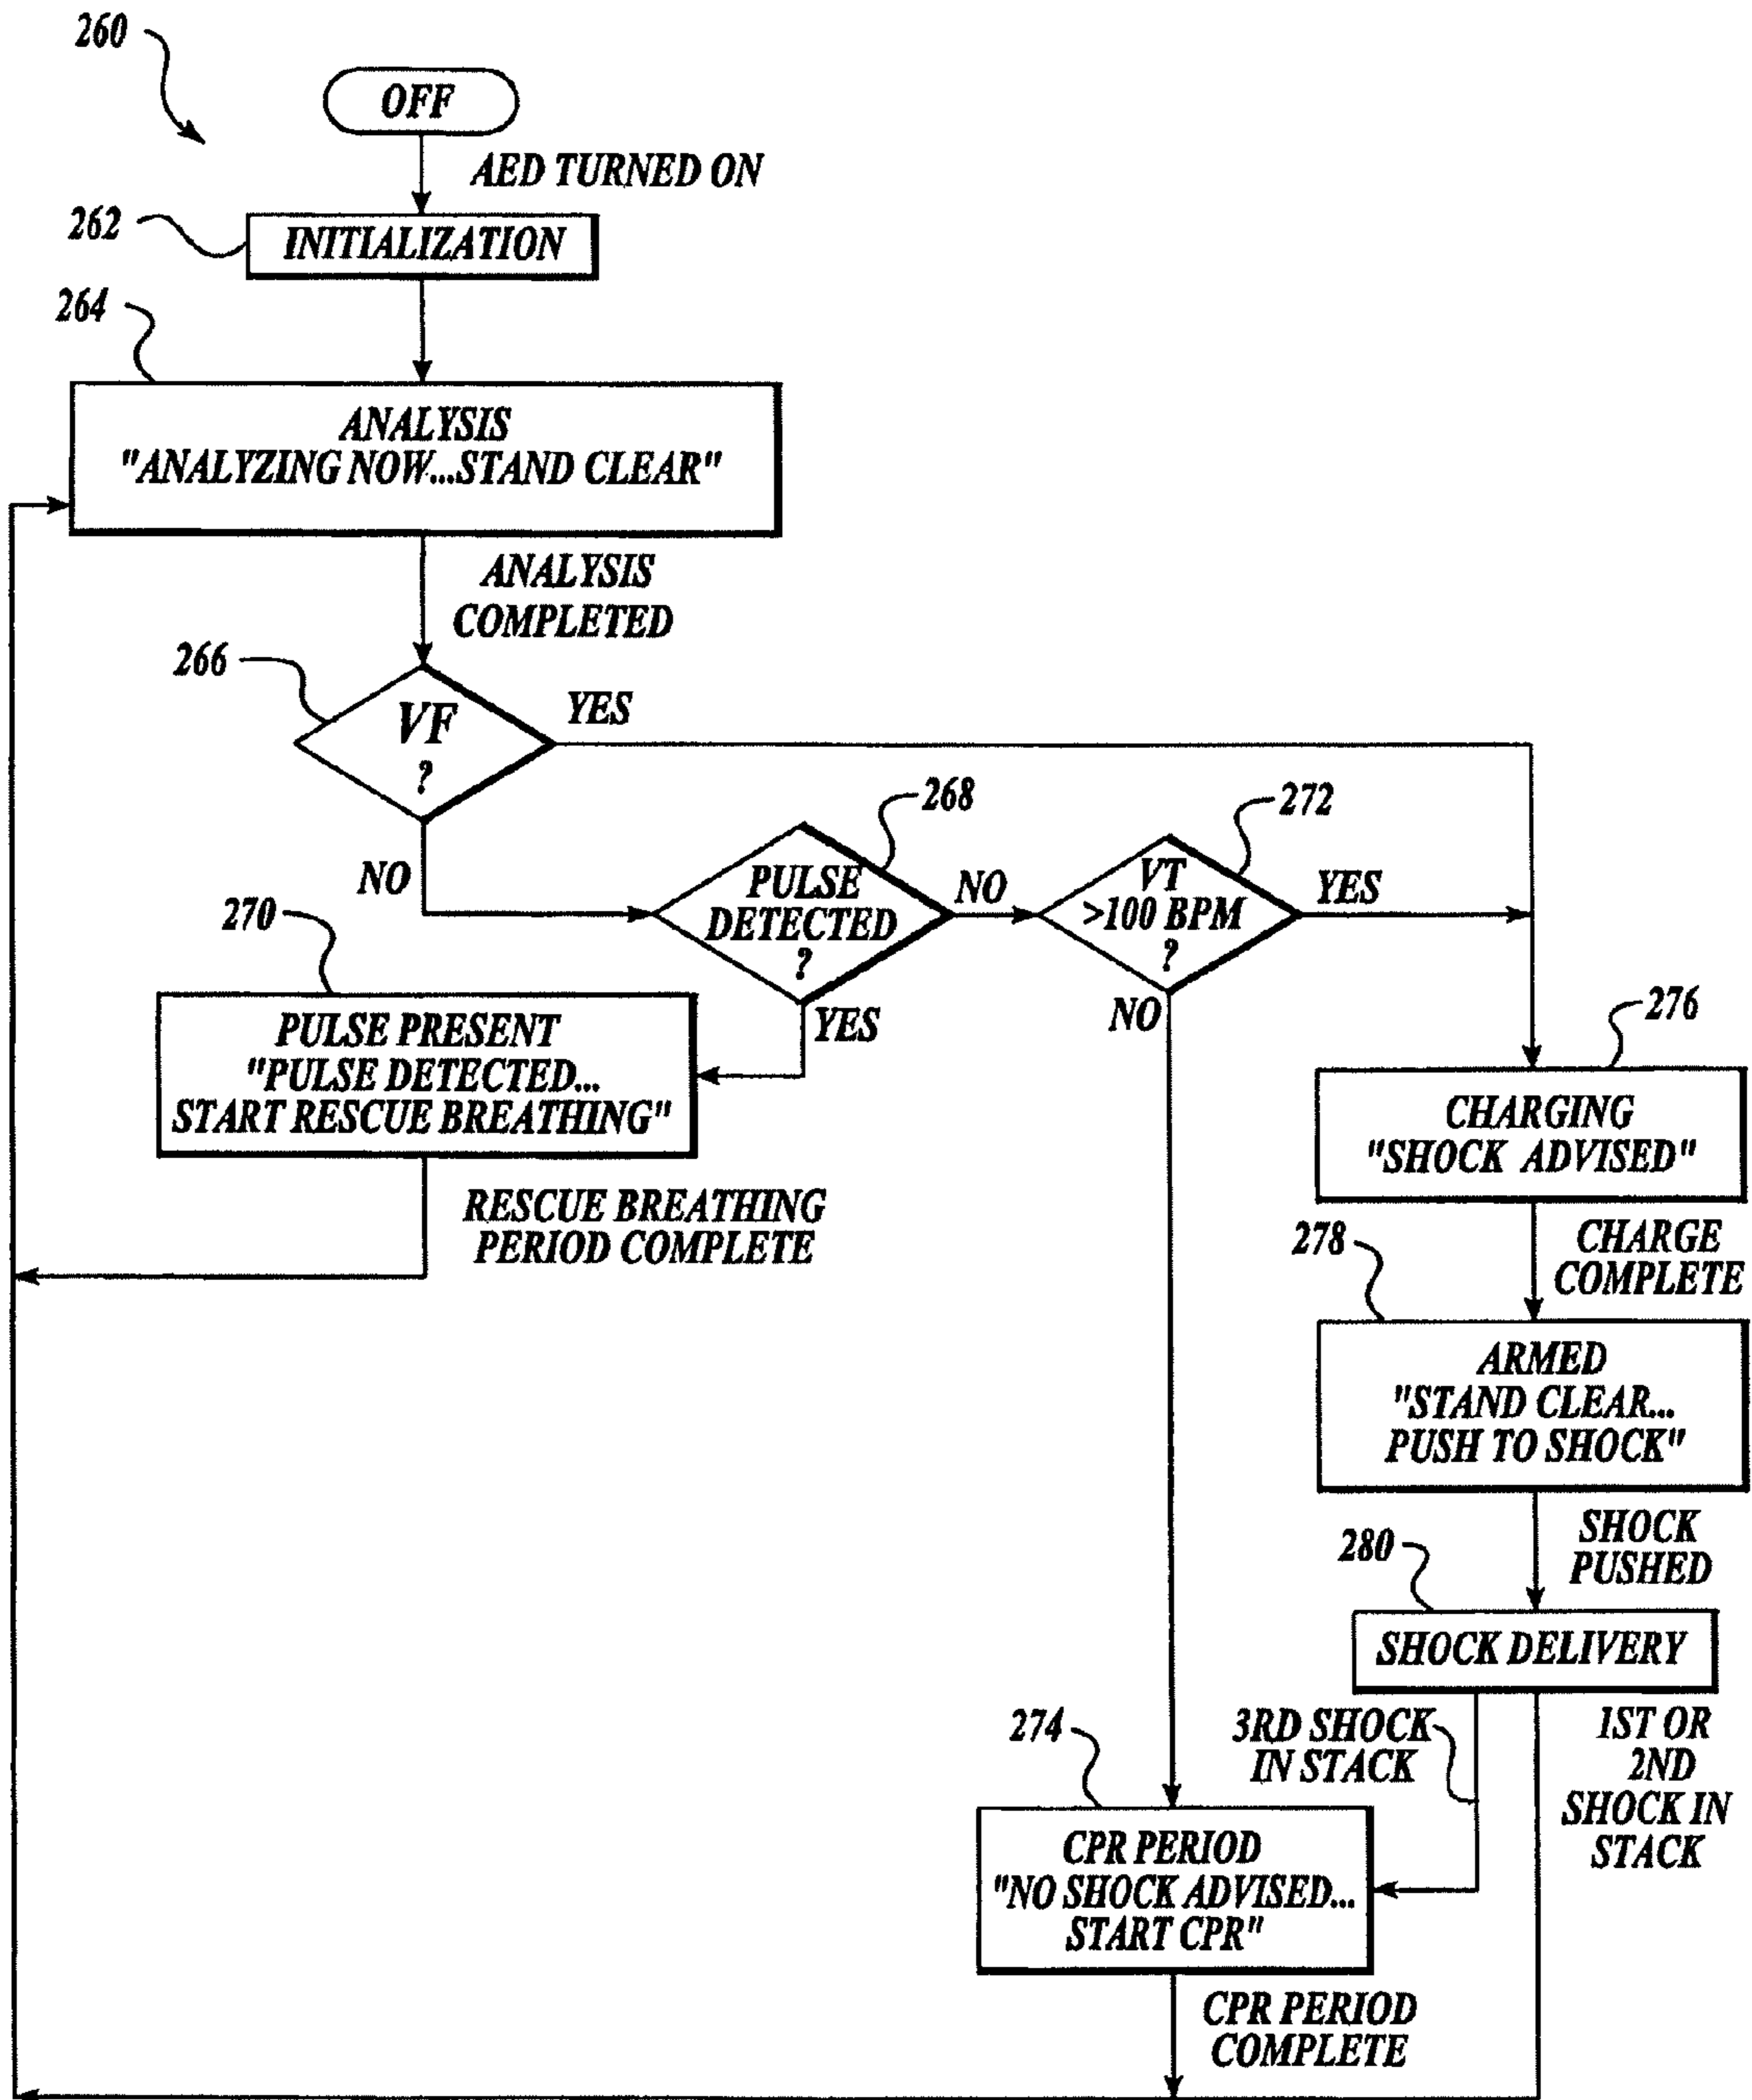 260
OFF
AED TURNED ON
262
INITIALIZATION
264
ANALYSIS
"ANALYZING NOW...STAND CLEAR"
ANALYSIS
COMPLETED
266
VF
?
YES
NO
268
PULSE
DETECTED
?
NO
YES
272
VT
>100 BPM
?
YES
NO
270
PULSE PRESENT
"PULSE DETECTED...
START RESCUE BREATHING"
RESCUE BREATHING
PERIOD COMPLETE
276
CHARGING
"SHOCK ADVISED"
CHARGE
COMPLETE
278
ARMED
"STAND CLEAR...
PUSH TO SHOCK"
SHOCK
PUSHED
280
SHOCK DELIVERY
3RD SHOCK
IN STACK
1ST OR
2ND
SHOCK IN
STACK
274
CPR PERIOD
"NO SHOCK ADVISED...
START CPR"
CPR PERIOD
COMPLETE